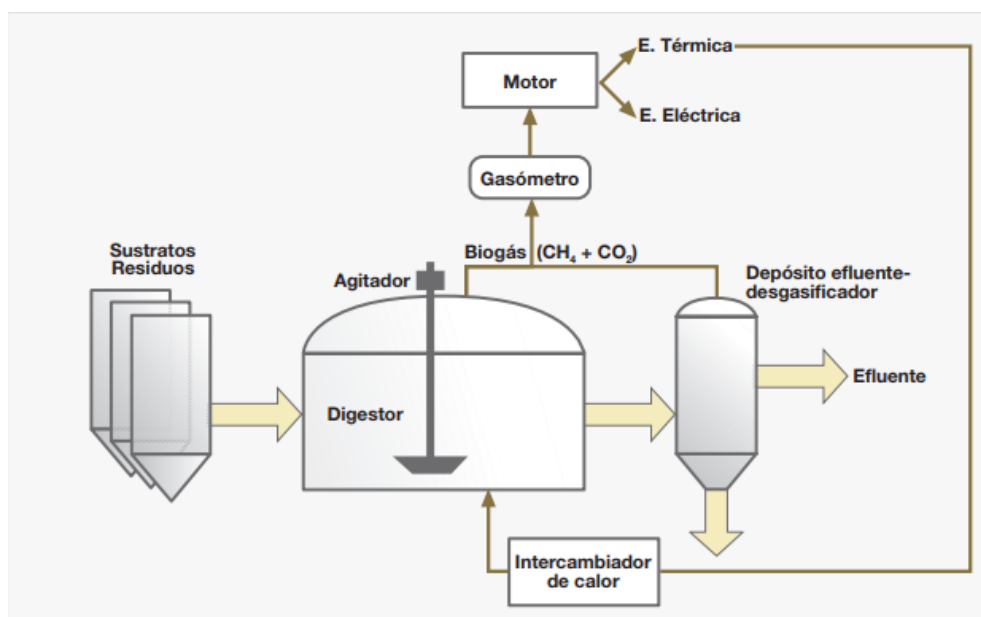 E. Térmica
Motor
E. Eléctrica
Gasómetro
Sustratos
Residuos
Biogás (CH₄ + CO₂)
Agitador
Depósito efluente-
desgasificador
Efluente
Digestor
Intercambiador
de calor